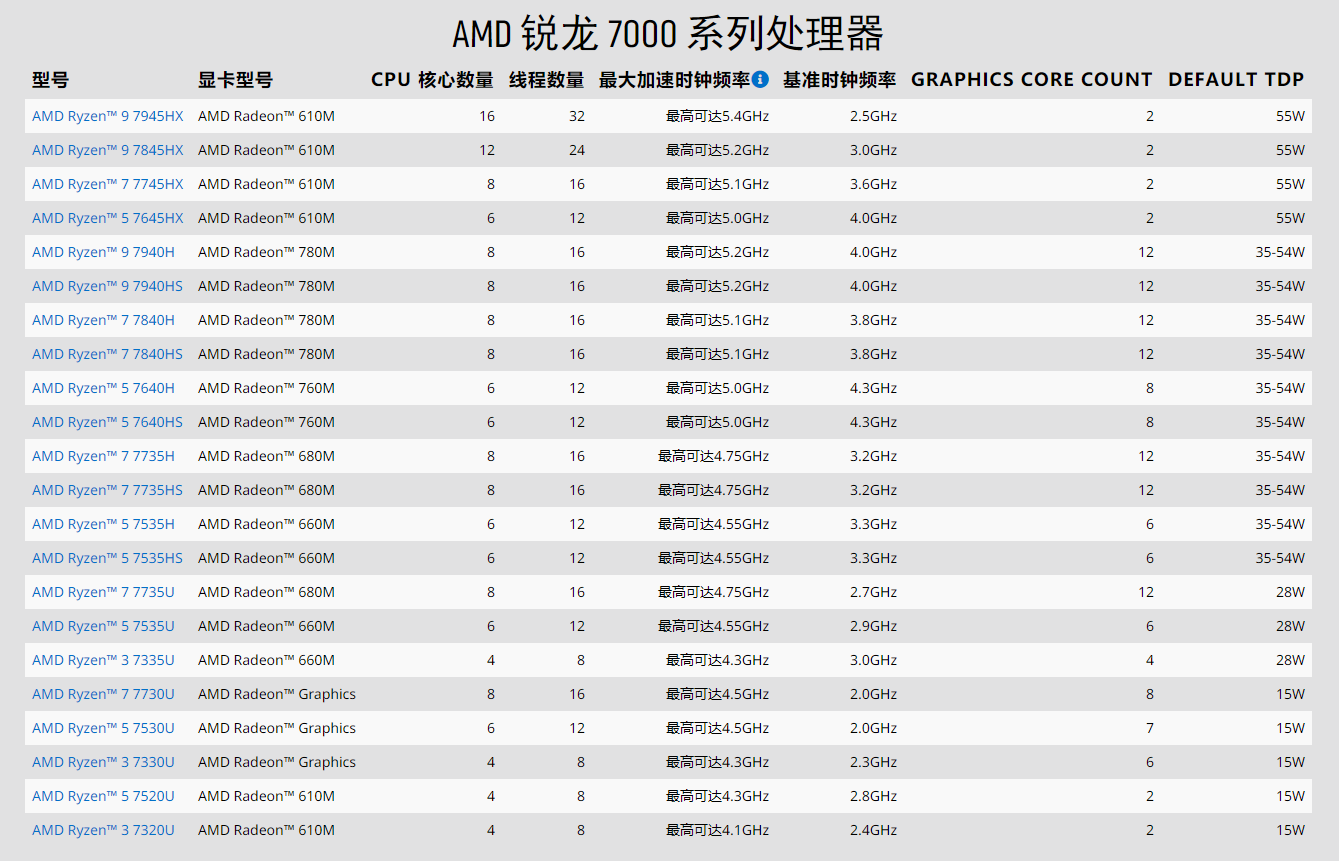 AMD 锐龙 7000 系列处理器
型号 显卡型号 CPU 核心数量 线程数量 最大加速时钟频率 基准时钟频率 GRAPHICS CORE COUNT DEFAULT TDP
AMD Ryzen™ 9 7945HX AMD Radeon™ 610M 16 32 最高可达5.4GHz 2.5GHz 2 55W
AMD Ryzen™ 9 7845HX AMD Radeon™ 610M 12 24 最高可达5.2GHz 3.0GHz 2 55W
AMD Ryzen™ 7 7745HX AMD Radeon™ 610M 8 16 最高可达5.1GHz 3.6GHz 2 55W
AMD Ryzen™ 5 7645HX AMD Radeon™ 610M 6 12 最高可达5.0GHz 4.0GHz 2 55W
AMD Ryzen™ 9 7940H AMD Radeon™ 780M 8 16 最高可达5.2GHz 4.0GHz 12 35-54W
AMD Ryzen™ 9 7940HS AMD Radeon™ 780M 8 16 最高可达5.2GHz 4.0GHz 12 35-54W
AMD Ryzen™ 7 7840H AMD Radeon™ 780M 8 16 最高可达5.1GHz 3.8GHz 12 35-54W
AMD Ryzen™ 7 7840HS AMD Radeon™ 780M 8 16 最高可达5.1GHz 3.8GHz 12 35-54W
AMD Ryzen™ 5 7640H AMD Radeon™ 760M 6 12 最高可达5.0GHz 4.3GHz 8 35-54W
AMD Ryzen™ 5 7640HS AMD Radeon™ 760M 6 12 最高可达5.0GHz 4.3GHz 8 35-54W
AMD Ryzen™ 7 7735H AMD Radeon™ 680M 8 16 最高可达4.75GHz 3.2GHz 12 35-54W
AMD Ryzen™ 7 7735HS AMD Radeon™ 680M 8 16 最高可达4.75GHz 3.2GHz 12 35-54W
AMD Ryzen™ 5 7535H AMD Radeon™ 660M 6 12 最高可达4.55GHz 3.3GHz 6 35-54W
AMD Ryzen™ 5 7535HS AMD Radeon™ 660M 6 12 最高可达4.55GHz 3.3GHz 6 35-54W
AMD Ryzen™ 7 7735U AMD Radeon™ 680M 8 16 最高可达4.75GHz 2.7GHz 12 28W
AMD Ryzen™ 5 7535U AMD Radeon™ 660M 6 12 最高可达4.55GHz 2.9GHz 6 28W
AMD Ryzen™ 3 7335U AMD Radeon™ 660M 4 8 最高可达4.3GHz 3.0GHz 4 28W
AMD Ryzen™ 7 7730U AMD Radeon™ Graphics 8 16 最高可达4.5GHz 2.0GHz 8 15W
AMD Ryzen™ 5 7530U AMD Radeon™ Graphics 6 12 最高可达4.5GHz 2.0GHz 7 15W
AMD Ryzen™ 3 7330U AMD Radeon™ Graphics 4 8 最高可达4.3GHz 2.3GHz 6 15W
AMD Ryzen™ 5 7520U AMD Radeon™ 610M 4 8 最高可达4.3GHz 2.8GHz 2 15W
AMD Ryzen™ 3 7320U AMD Radeon™ 610M 4 8 最高可达4.1GHz 2.4GHz 2 15W